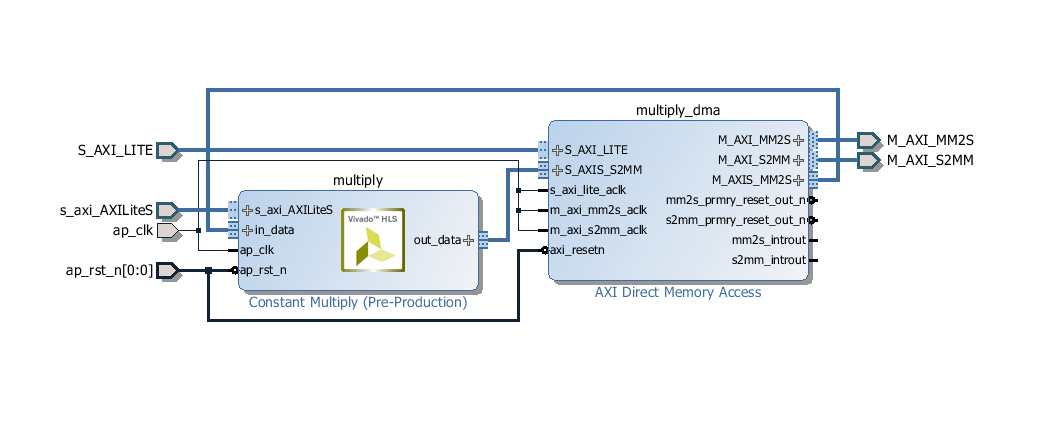 multiply_dma
S_AXI_LITE
M_AXI_MM2S
M_AXI_MM2S
S_AXI_LITE
M_AXI_S2MM
M_AXI_S2MM
S_AXIS_S2MM
multiply
M_AXIS_MM2S
s_axi_lite_aclk
mm2s_prmry_reset_out_n
s_axi_AXILiteS
s_axi_AXILiteS
Vivado™ HLS
m_axi_mm2s_aclk
s2mm_prmry_reset_out_n
ap_clk
in_data
m_axi_s2mm_aclk
out_data
mm2s_introut
ap_clk
axi_resetn
s2mm_introut
ap_rst_n[0:0]
ap_rst_n
Constant Multiply (Pre-Production)
AXI Direct Memory Access